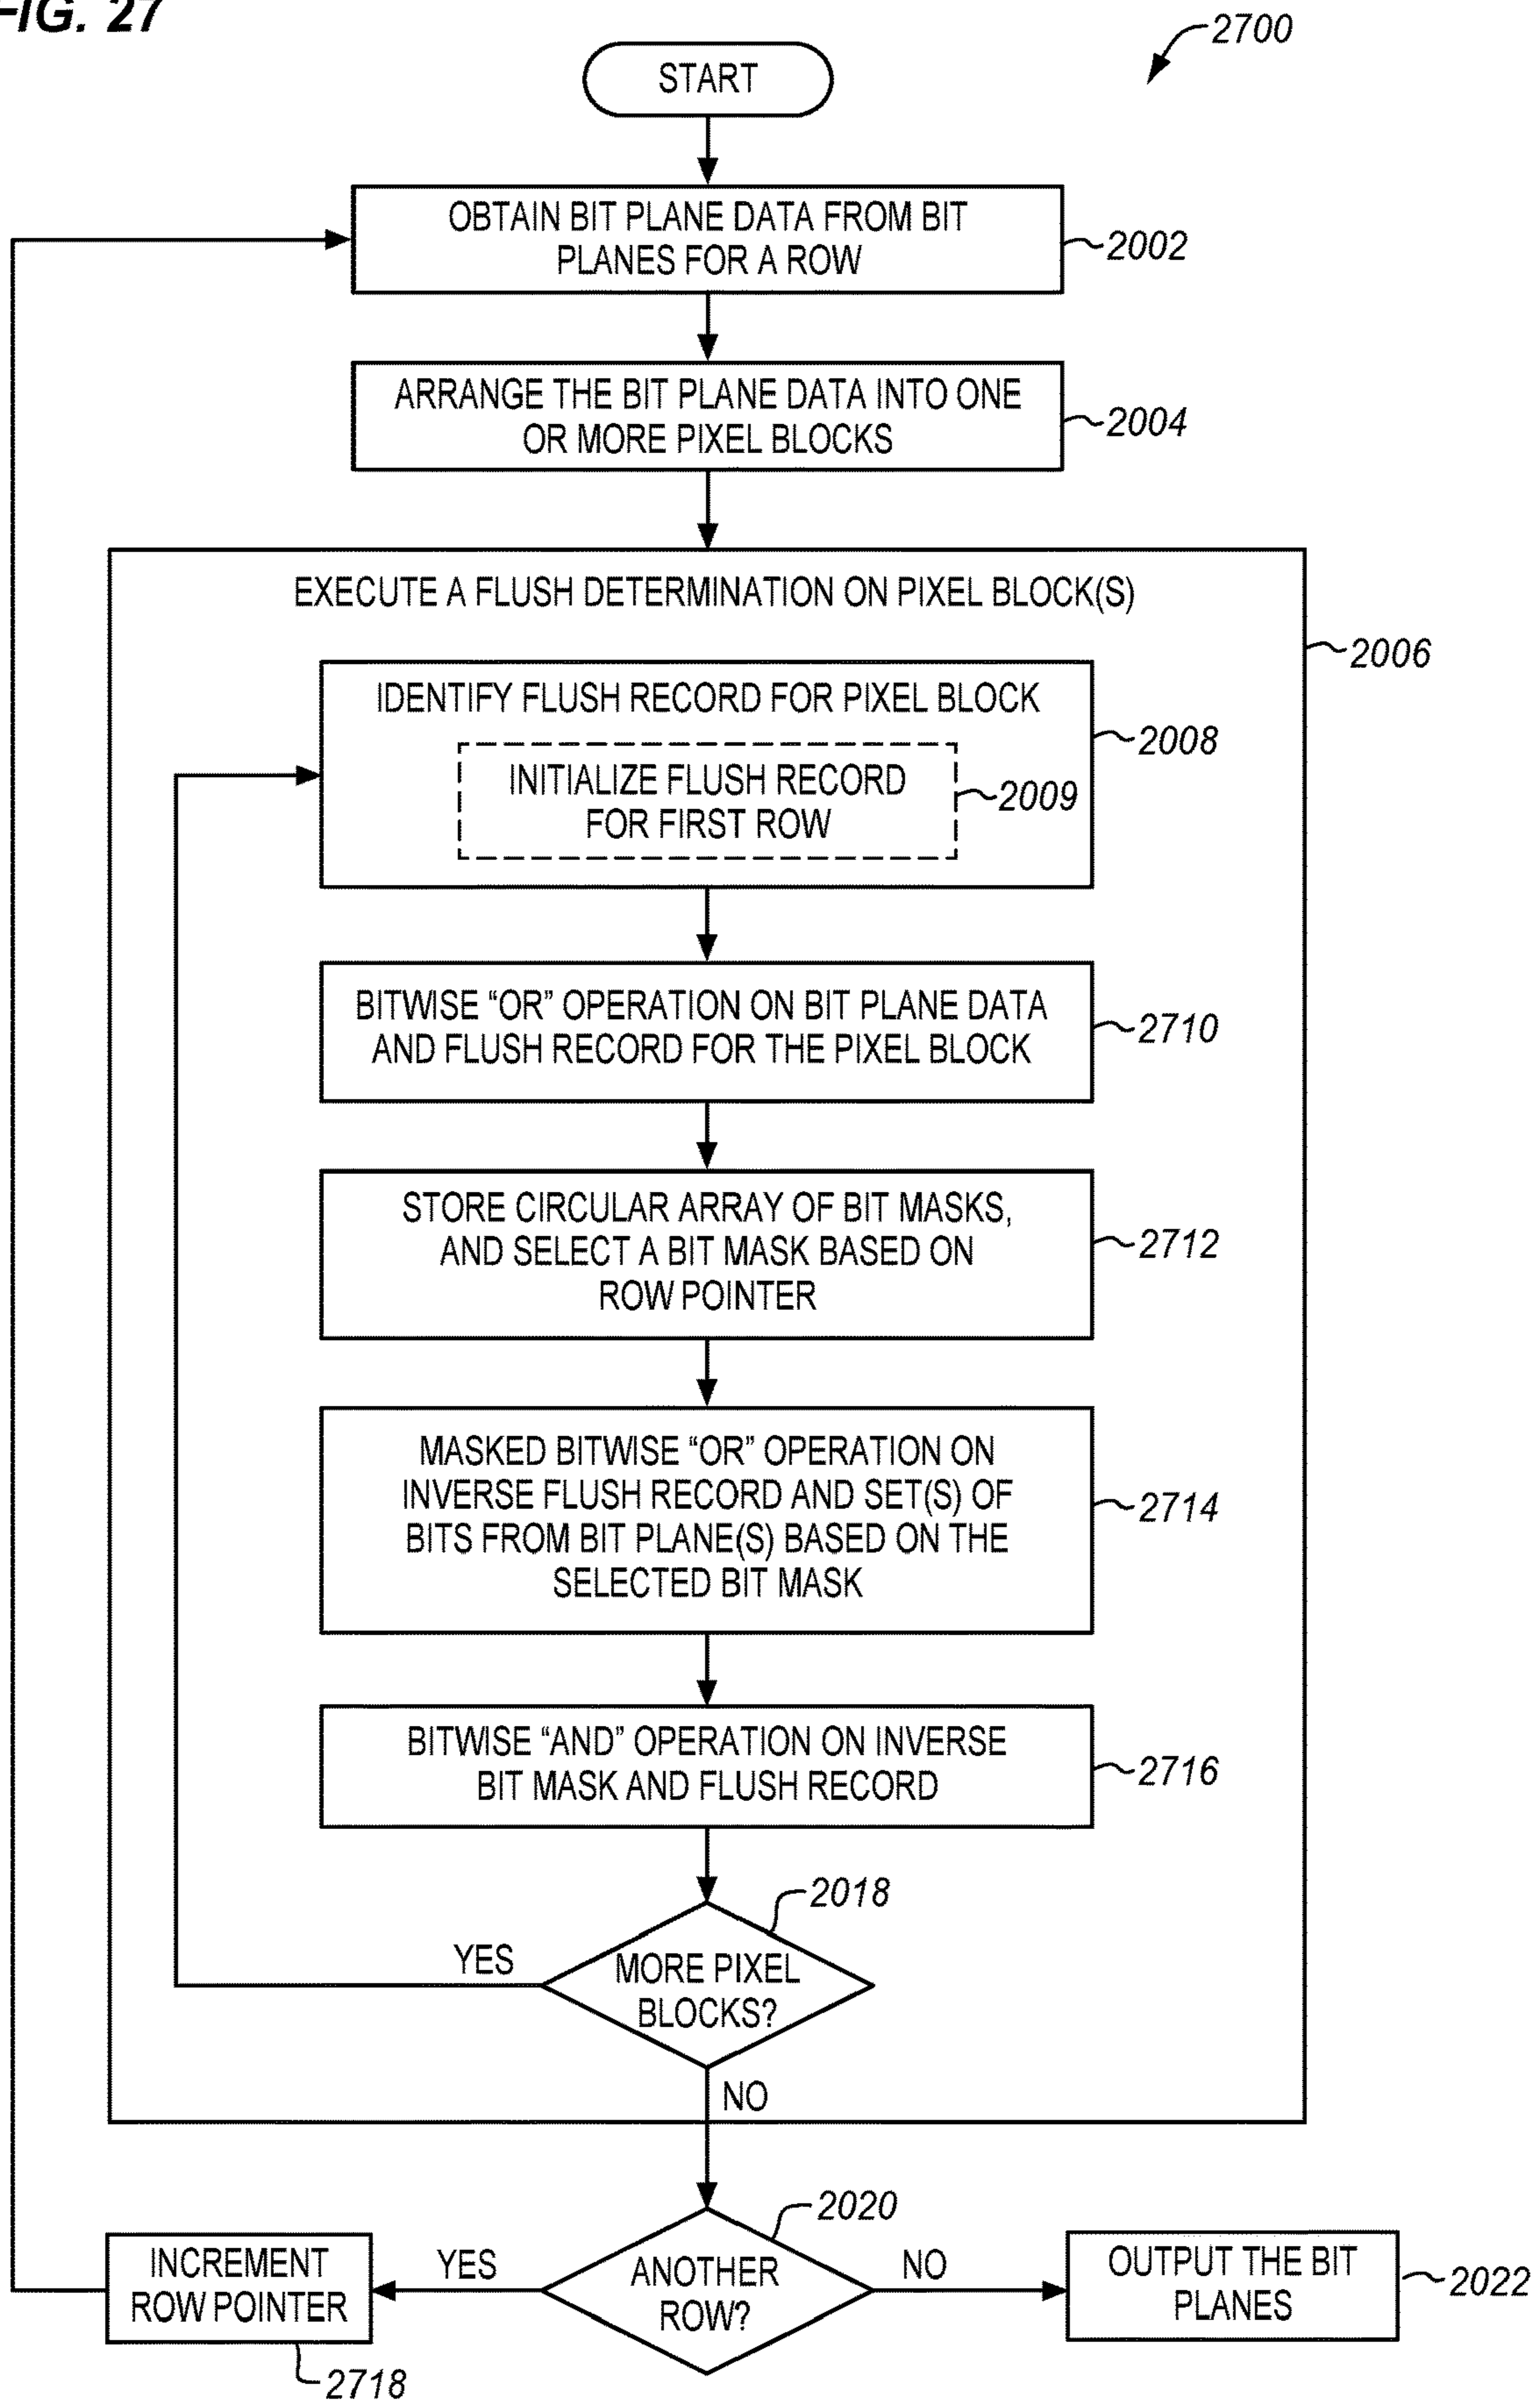 FIG. 27
2700
START
OBTAIN BIT PLANE DATA FROM BIT
PLANES FOR A ROW
2002
ARRANGE THE BIT PLANE DATA INTO ONE
OR MORE PIXEL BLOCKS
2004
EXECUTE A FLUSH DETERMINATION ON PIXEL BLOCK(S)
2006
IDENTIFY FLUSH RECORD FOR PIXEL BLOCK
2008
INITIALIZE FLUSH RECORD
FOR FIRST ROW
2009
BITWISE “OR” OPERATION ON BIT PLANE DATA
AND FLUSH RECORD FOR THE PIXEL BLOCK
2710
STORE CIRCULAR ARRAY OF BIT MASKS,
AND SELECT A BIT MASK BASED ON
ROW POINTER
2712
MASKED BITWISE “OR” OPERATION ON
INVERSE FLUSH RECORD AND SET(S) OF
BITS FROM BIT PLANE(S) BASED ON THE
SELECTED BIT MASK
2714
BITWISE “AND” OPERATION ON INVERSE
BIT MASK AND FLUSH RECORD
2716
2018
YES
MORE PIXEL
BLOCKS?
NO
2020
INCREMENT
ROW POINTER
2718
YES
ANOTHER
ROW?
NO
OUTPUT THE BIT
PLANES
2022